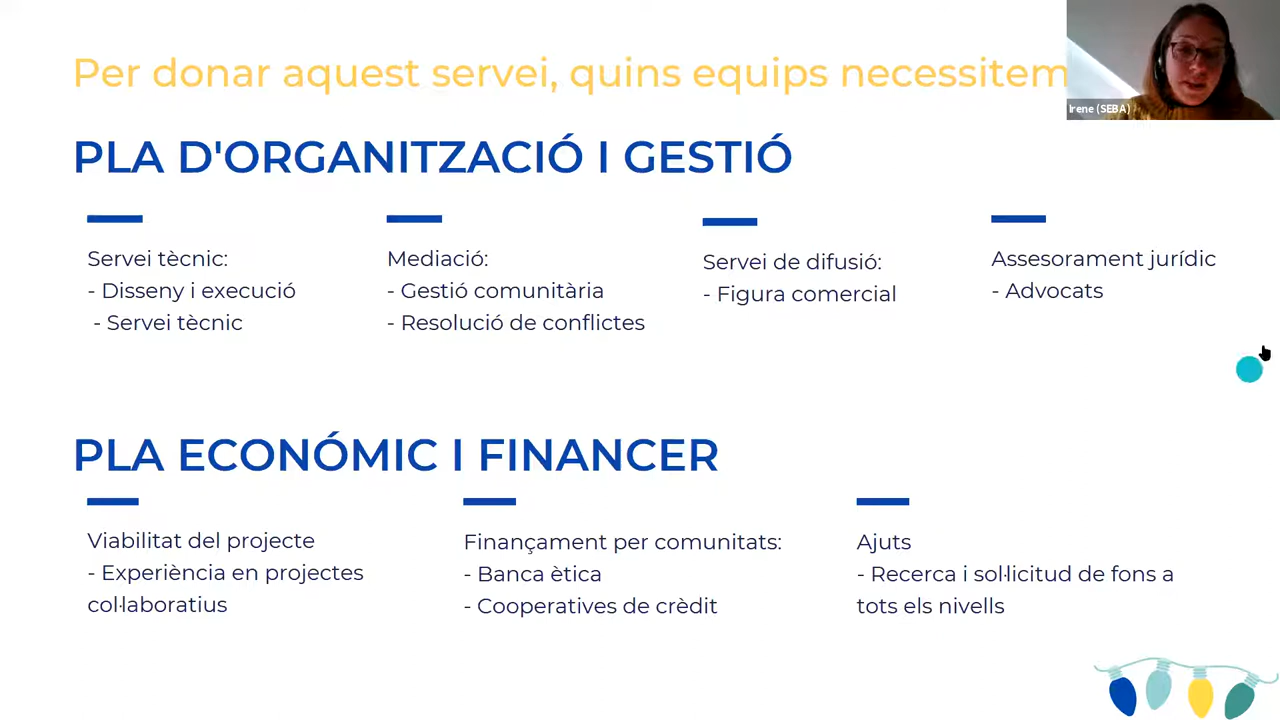 Per donar aquest servei, quins equips necessitem
Irene (SEBA)
PLA D'ORGANITZACIÓ I GESTIÓ
Servei tècnic:
- Disseny i execució
- Servei tècnic
Mediació:
- Gestió comunitària
- Resolució de conflictes
Servei de difusió:
- Figura comercial
Assesorament jurídic
- Advocats
PLA ECONÓMIC I FINANCER
Viabilitat del projecte
- Experiència en projectes
col·laboratius
Finançament per comunitats:
- Banca ètica
- Cooperatives de crèdit
Ajuts
- Recerca i sol·licitud de fons a
tots els nivells